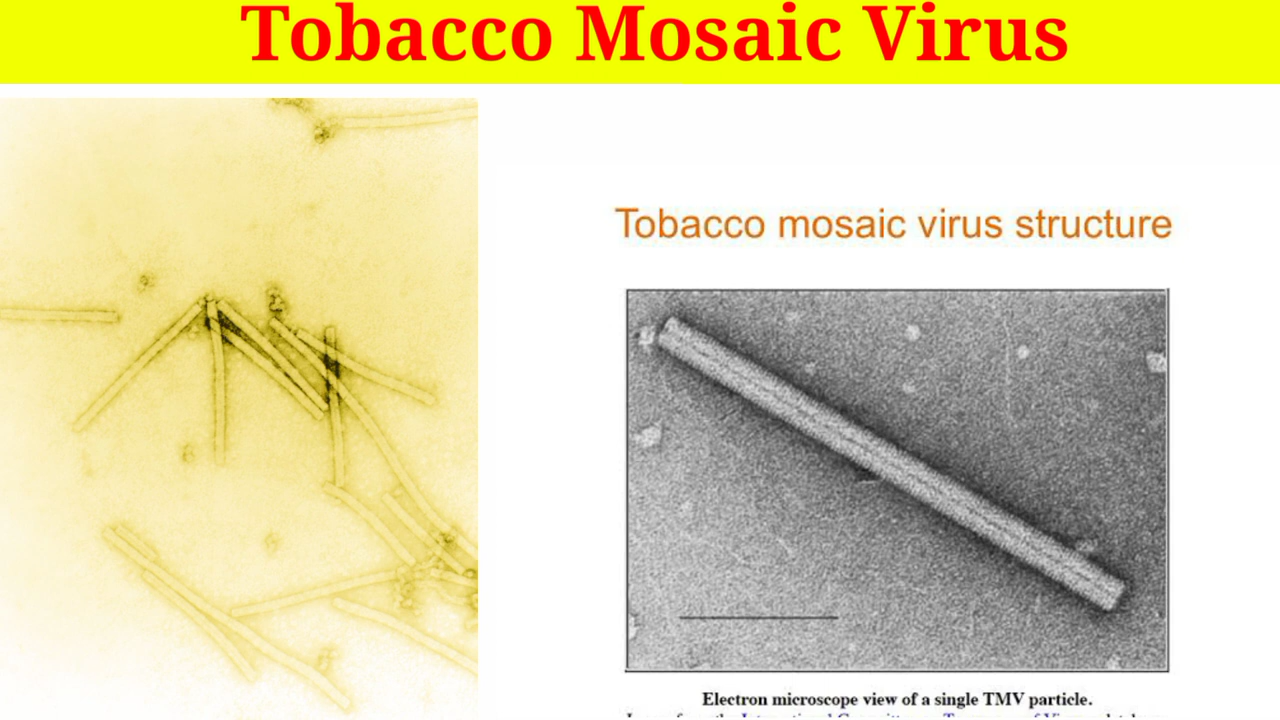 Tobacco Mosaic Virus
Tobacco mosaic virus structure
Electron microscope view of a single TMV particle.